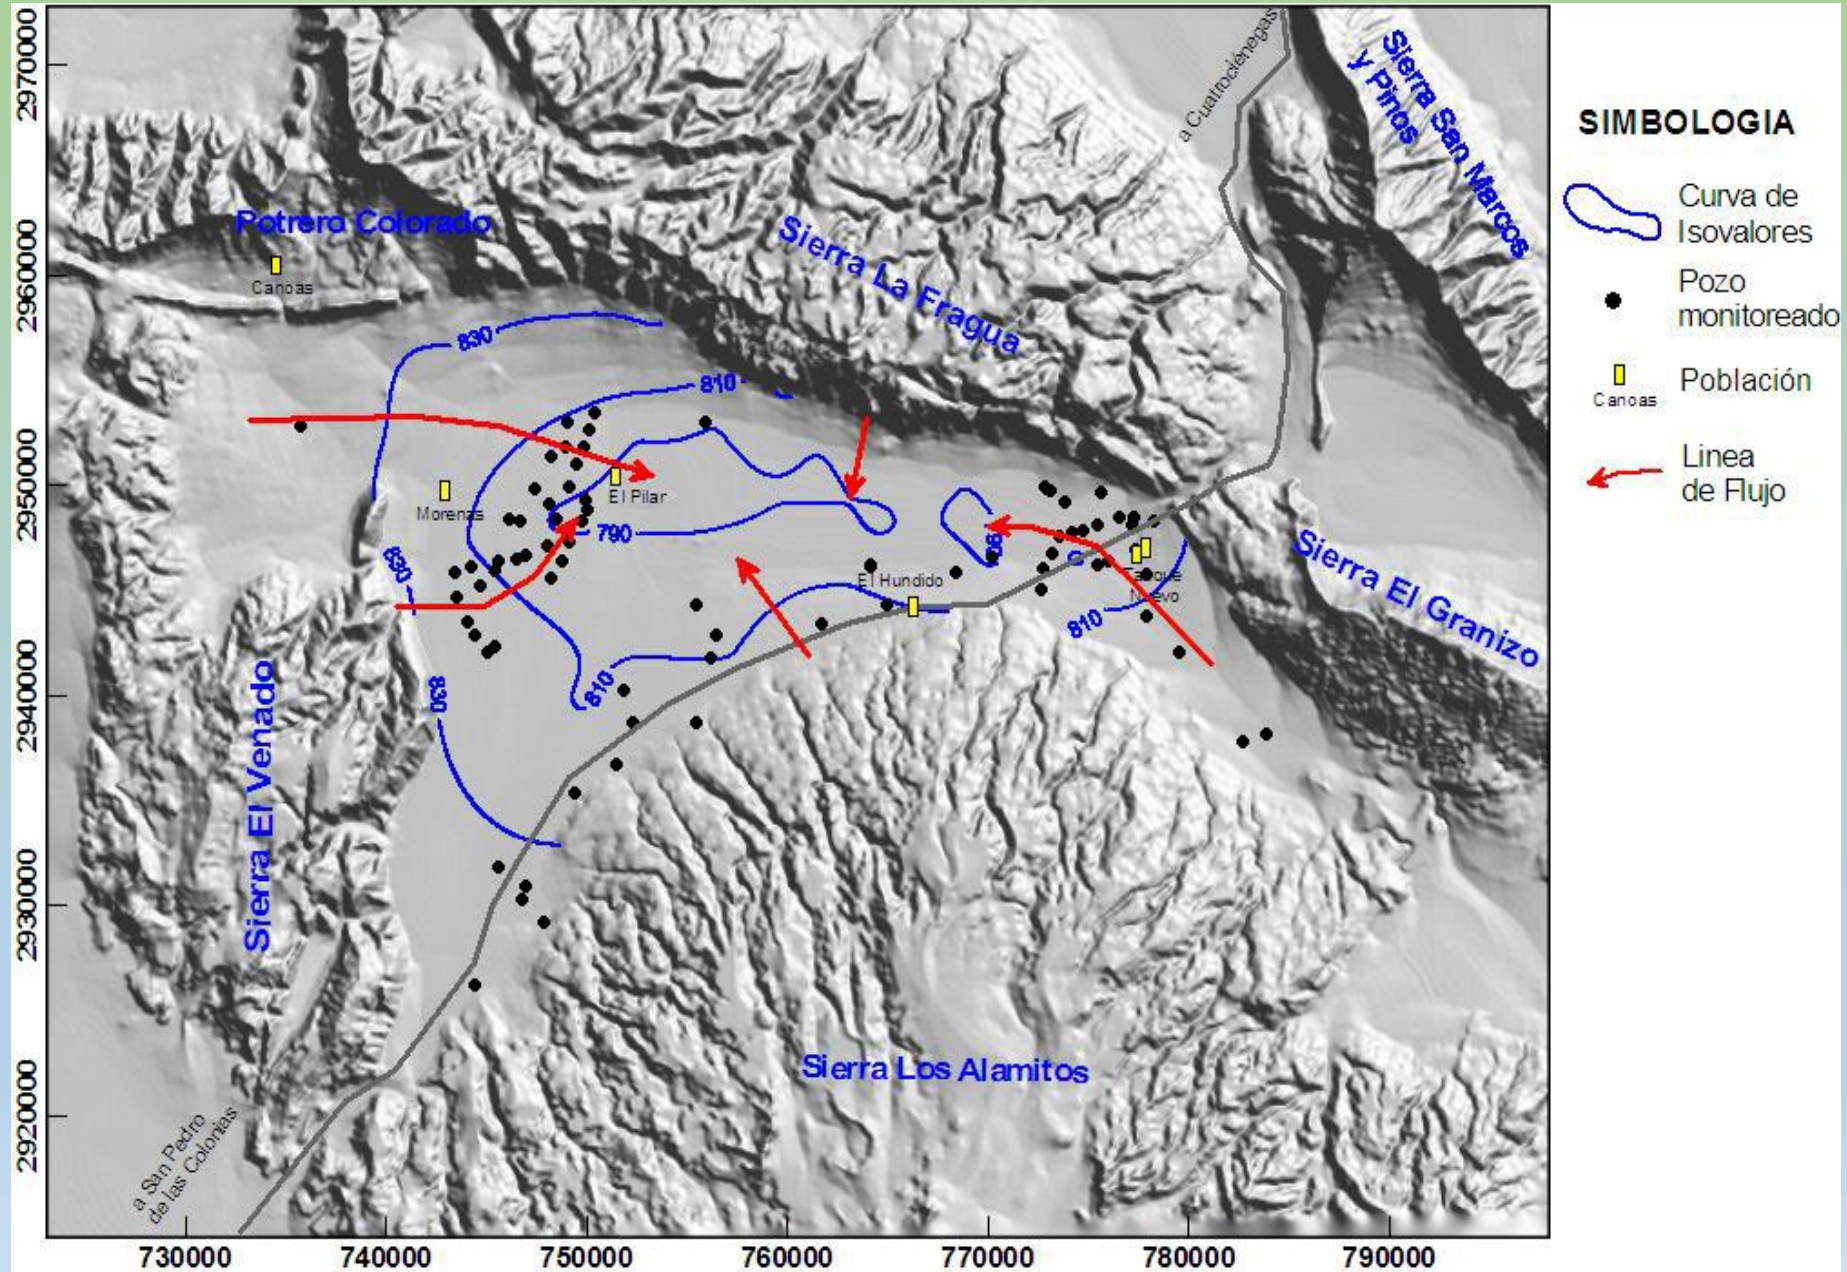 2970000
2960000
2950000
2940000
2930000
2920000
730000
740000
750000
760000
770000
780000
790000
a Cuatrociénegas
Sierra San Marcos
y Pinos
Potrero Colorado
Canoas
Sierra La Fragua
830
810
El Pilar
Morenas
790
830
El Hundido
790
Tanque
Nuevo
810
Sierra El Granizo
830
810
Sierra El Venado
Sierra Los Alamitos
a San Pedro
de las Colonias
SIMBOLOGIA
Curva de
Isovalores
Pozo
monitoreado
Población
Canoas
Linea
de Flujo